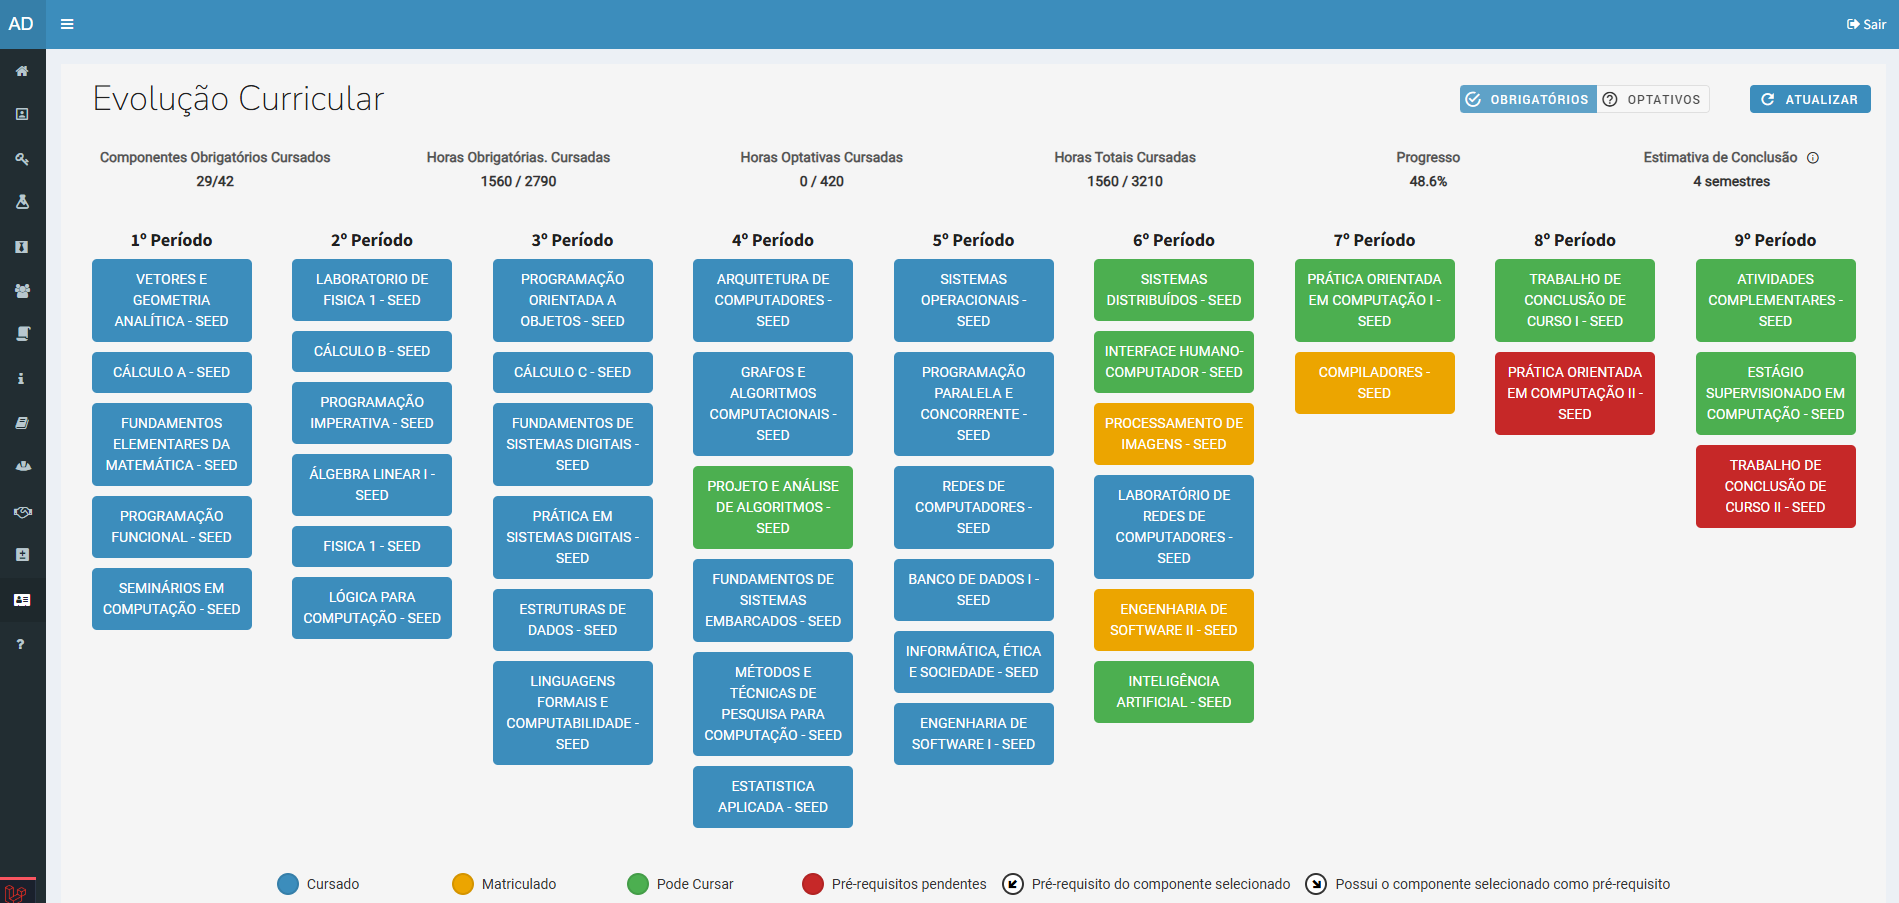 AD
Sair
Evolução Curricular
OBRIGATÓRIOS
OPTATIVOS
ATUALIZAR
Componentes Obrigatórios Cursados
29/42
Horas Obrigatórias. Cursadas
1560 / 2790
Horas Optativas Cursadas
0 / 420
Horas Totais Cursadas
1560 / 3210
Progresso
48.6%
Estimativa de Conclusão
4 semestres
1º Período
VETORES E
GEOMETRIA
ANALÍTICA - SEED
CÁLCULO A - SEED
FUNDAMENTOS
ELEMENTARES DA
MATEMÁTICA - SEED
PROGRAMAÇÃO
FUNCIONAL - SEED
SEMINÁRIOS EM
COMPUTAÇÃO - SEED
2º Período
LABORATORIO DE
FISICA 1 - SEED
CÁLCULO B - SEED
PROGRAMAÇÃO
IMPERATIVA - SEED
ÁLGEBRA LINEAR I -
SEED
FISICA 1 - SEED
LÓGICA PARA
COMPUTAÇÃO - SEED
3º Período
PROGRAMAÇÃO
ORIENTADA A
OBJETOS - SEED
CÁLCULO C - SEED
FUNDAMENTOS DE
SISTEMAS DIGITAIS -
SEED
PRÁTICA EM
SISTEMAS DIGITAIS -
SEED
ESTRUTURAS DE
DADOS - SEED
LINGUAGENS
FORMAIS E
COMPUTABILIDADE -
SEED
4º Período
ARQUITETURA DE
COMPUTADORES -
SEED
GRAFOS E
ALGORITMOS
COMPUTACIONAIS -
SEED
PROJETO E ANÁLISE
DE ALGORITMOS -
SEED
FUNDAMENTOS DE
SISTEMAS
EMBARCADOS - SEED
MÉTODOS E
TÉCNICAS DE
PESQUISA PARA
COMPUTAÇÃO - SEED
ESTATISTICA
APLICADA - SEED
5º Período
SISTEMAS
OPERACIONAIS -
SEED
PROGRAMAÇÃO
PARALELA E
CONCORRENTE -
SEED
REDES DE
COMPUTADORES -
SEED
BANCO DE DADOS I -
SEED
INFORMÁTICA, ÉTICA
E SOCIEDADE - SEED
ENGENHARIA DE
SOFTWARE I - SEED
6º Período
SISTEMAS
DISTRIBUÍDOS - SEED
INTERFACE HUMANO-
COMPUTADOR - SEED
PROCESSAMENTO DE
IMAGENS - SEED
LABORATÓRIO DE
REDES DE
COMPUTADORES -
SEED
ENGENHARIA DE
SOFTWARE II - SEED
INTELIGÊNCIA
ARTIFICIAL - SEED
7º Período
PRÁTICA ORIENTADA
EM COMPUTAÇÃO I -
SEED
COMPILADORES -
SEED
8º Período
TRABALHO DE
CONCLUSÃO DE
CURSO I - SEED
PRÁTICA ORIENTADA
EM COMPUTAÇÃO II -
SEED
9º Período
ATIVIDADES
COMPLEMENTARES -
SEED
ESTÁGIO
SUPERVISIONADO EM
COMPUTAÇÃO - SEED
TRABALHO DE
CONCLUSÃO DE
CURSO II - SEED
Cursado
Matriculado
Pode Cursar
Pré-requisitos pendentes
Pré-requisito do componente selecionado
Possui o componente selecionado como pré-requisito